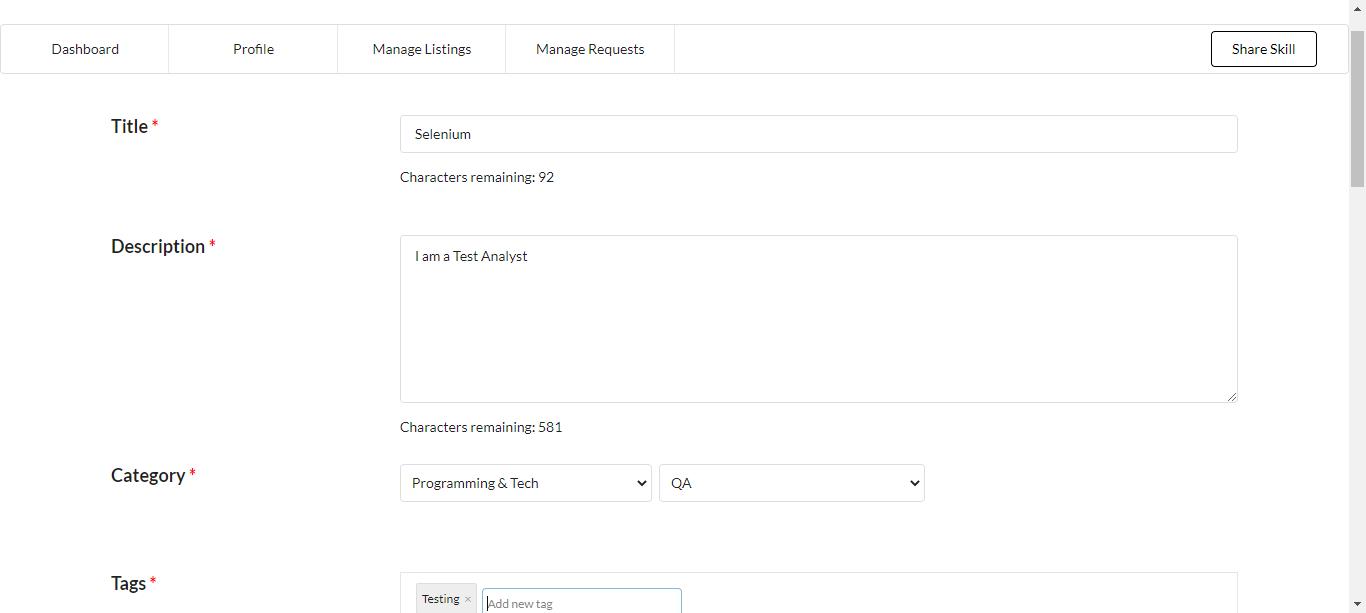 Dashboard Profile Manage Listings Manage Requests Share Skill
Title *
Selenium
Characters remaining: 92
Description *
I am a Test Analyst
Characters remaining: 581
Category *
Programming & Tech QA
Tags *
Testing × Add new tag